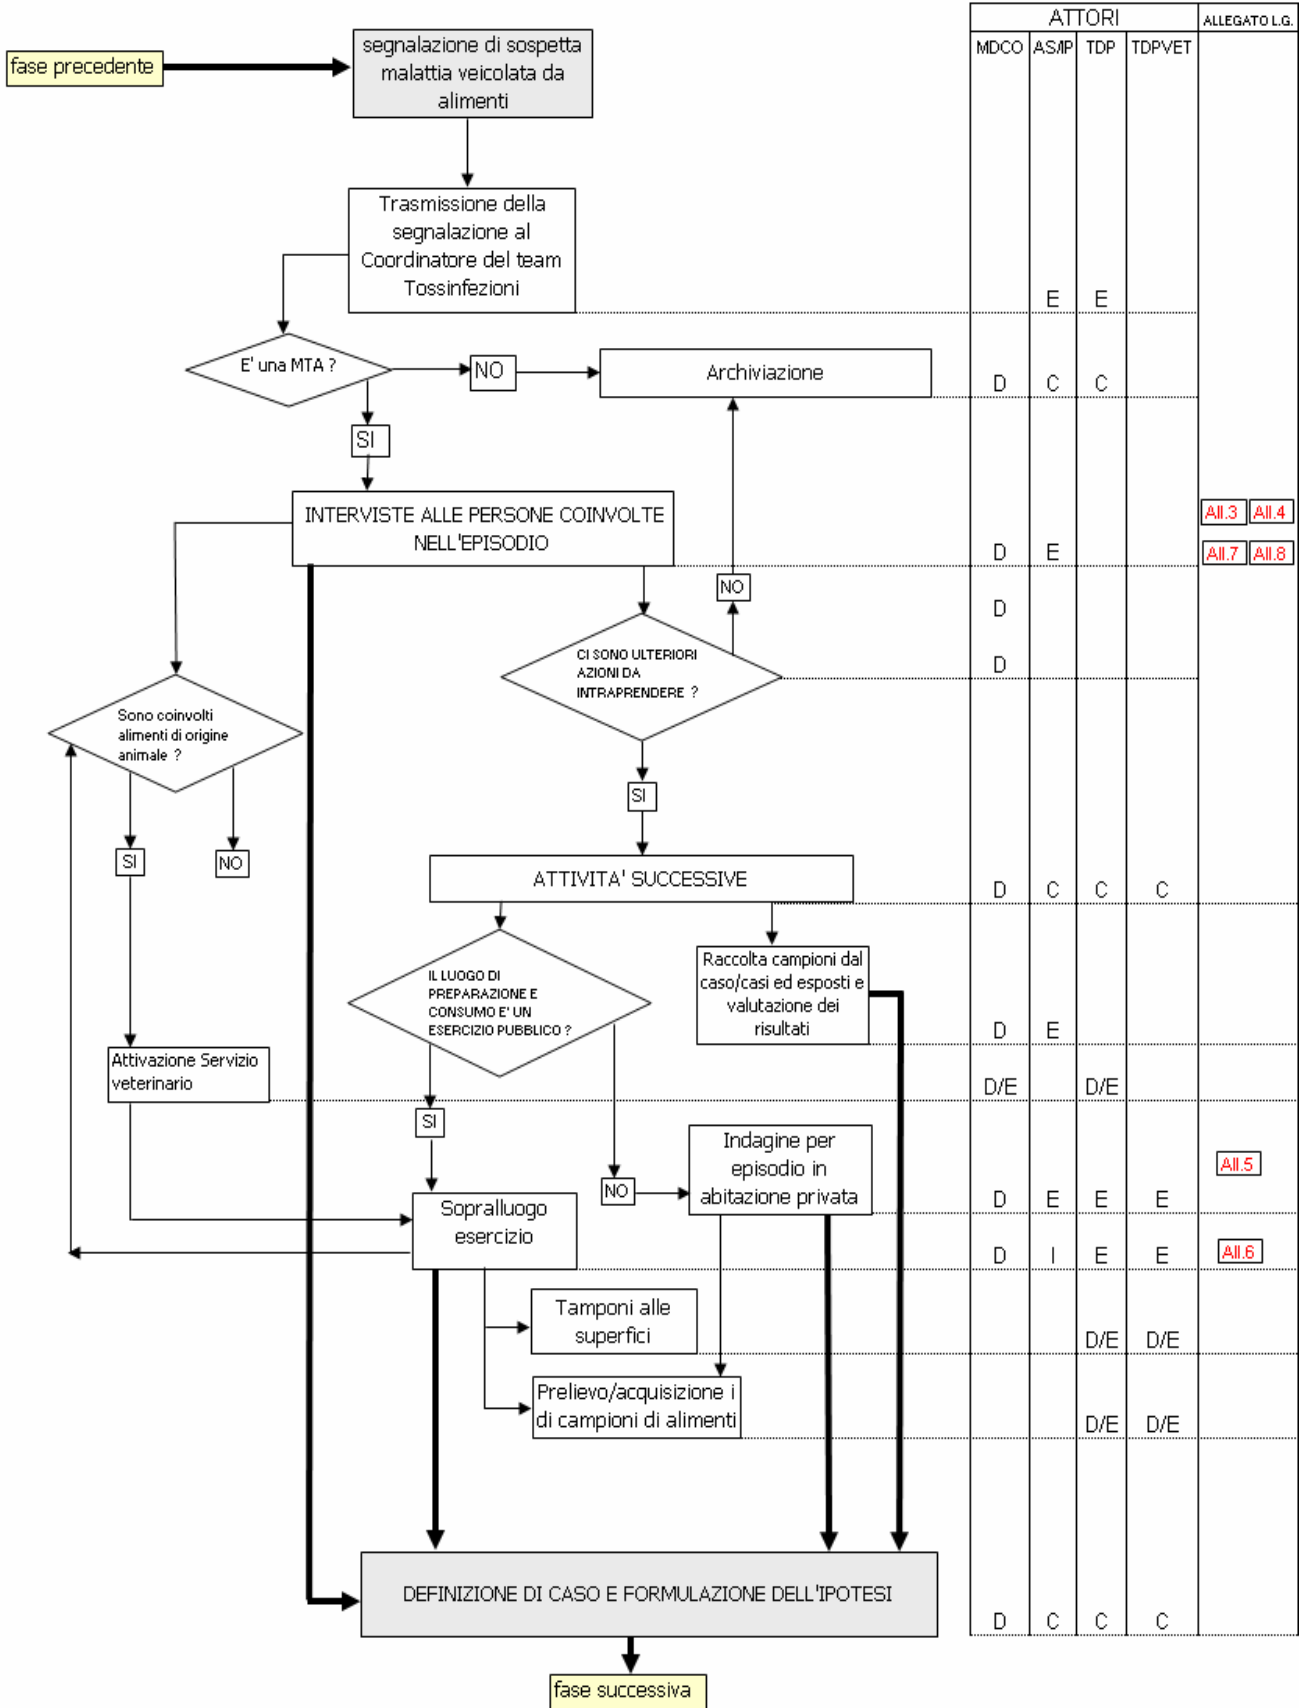 ATTORI
ALLEGATO L.G.
MDCO AS/IP TDP TDPVET
fase precedente
segnalazione di sospetta
malattia veicolata da
alimenti
Trasmissione della
segnalazione al
Coordinatore del team
Tossinfezioni
E E
E' una MTA ?
NO
Archiviazione
D C C
SI
INTERVISTE ALLE PERSONE COINVOLTE
NELL'EPISODIO
All.3 All.4
D E
All.7 All.8
NO
D
CI SONO ULTERIORI
AZIONI DA
INTRAPRENDERE ?
D
Sono coinvolti
alimenti di origine
animale ?
SI
SI
NO
ATTIVITA' SUCCESSIVE
D C C C
IL LUOGO DI
PREPARAZIONE E
CONSUMO E' UN
ESERCIZIO PUBBLICO ?
Raccolta campioni dal
caso/casi ed esposti e
valutazione dei
risultati
D E
Attivazione Servizio
veterinario
D/E D/E
SI
NO
Indagine per
episodio in
abitazione privata
All.5
D E E E
Sopralluogo
esercizio
D I E E
All.6
Tamponi alle
superfici
D/E D/E
Prelievo/acquisizione i
di campioni di alimenti
D/E D/E
DEFINIZIONE DI CASO E FORMULAZIONE DELL'IPOTESI
D C C C
fase successiva